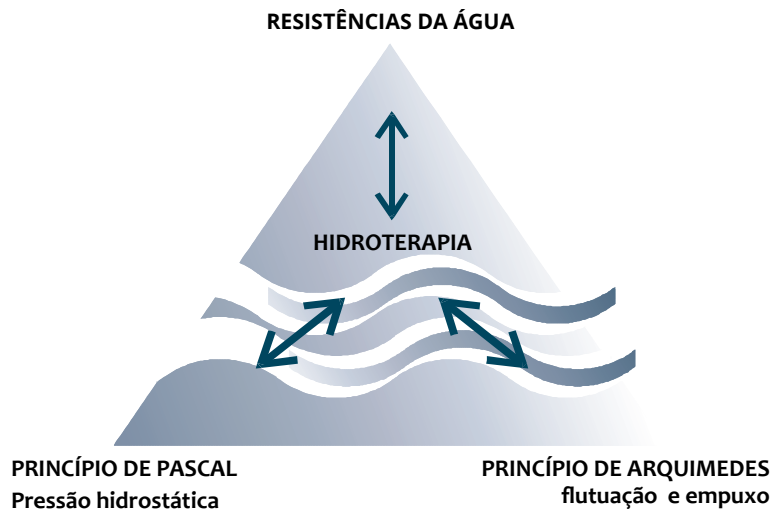 RESISTÊNCIAS DA ÁGUA
HIDROTERAPIA
PRINCÍPIO DE PASCAL
Pressão hidrostática
PRINCÍPIO DE ARQUIMEDES
flutuação e empuxo